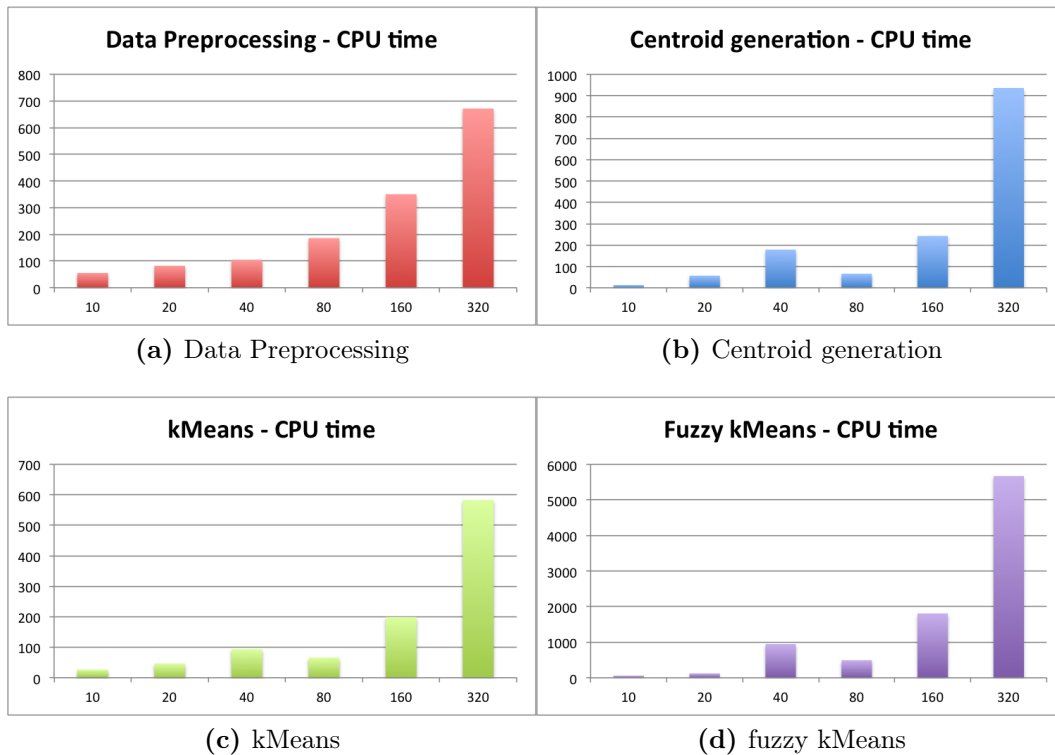 Data Preprocessing - CPU time
800
700
600
500
400
300
200
100
0
10 20 40 80 160 320
(a) Data Preprocessing
Centroid generation - CPU time
1000
900
800
700
600
500
400
300
200
100
0
10 20 40 80 160 320
(b) Centroid generation
kMeans - CPU time
700
600
500
400
300
200
100
0
10 20 40 80 160 320
(c) kMeans
Fuzzy kMeans - CPU time
6000
5000
4000
3000
2000
1000
0
10 20 40 80 160 320
(d) fuzzy kMeans